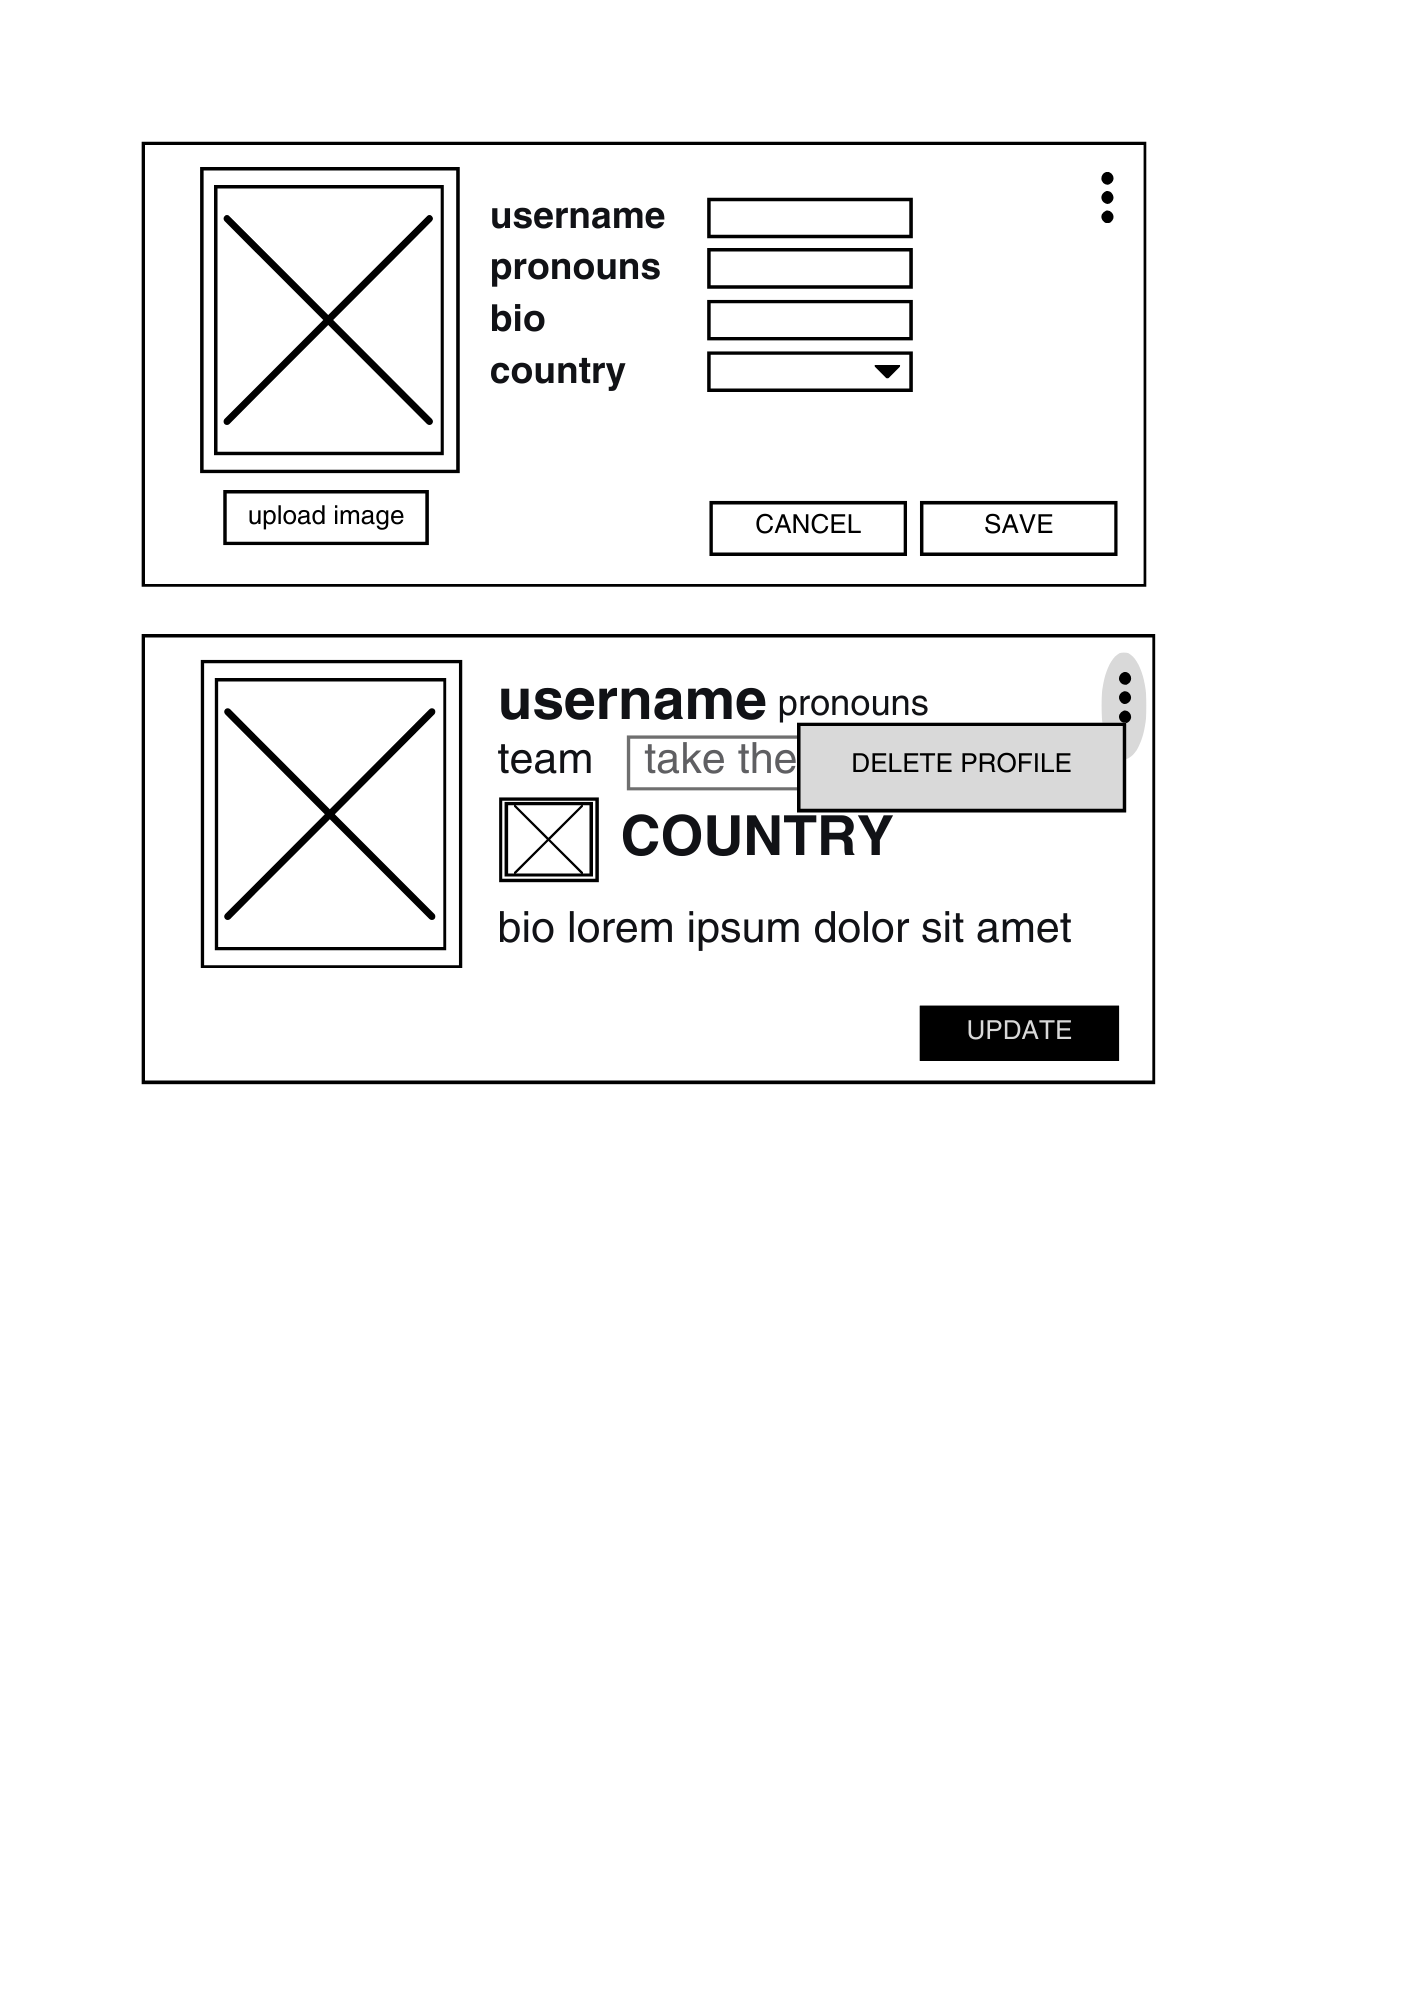 username
pronouns
bio
country
upload image
CANCEL SAVE
username pronouns
team take the
DELETE PROFILE
COUNTRY
bio lorem ipsum dolor sit amet
UPDATE